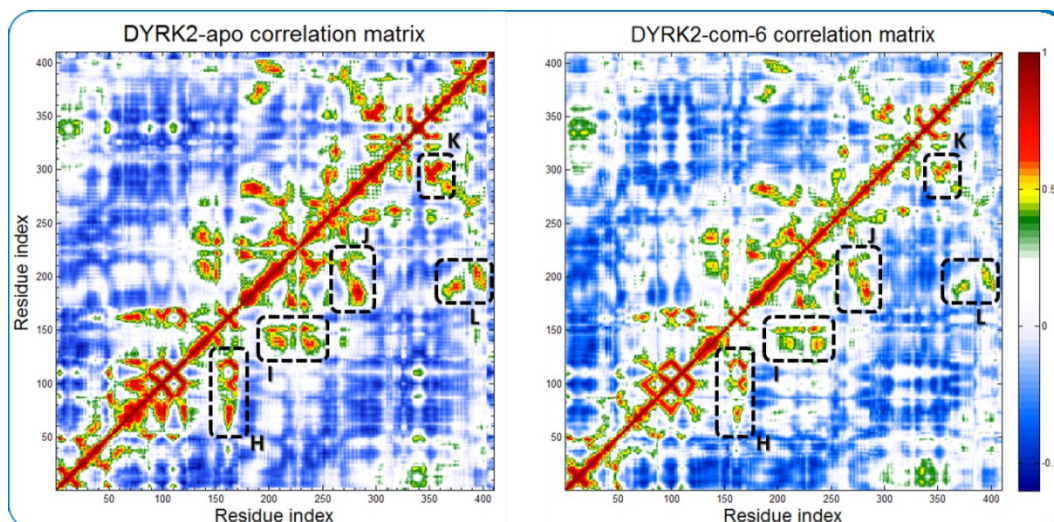 DYRK2-apo correlation matrix
DYRK2-com-6 correlation matrix
Residue index
400
350
300
250
200
150
100
50
50 100 150 200 250 300 350 400
Residue index
K
J
L
I
H
Residue index
400
350
300
250
200
150
100
50
50 100 150 200 250 300 350 400
Residue index
K
J
L
I
H
1
0.5
0
-0.5